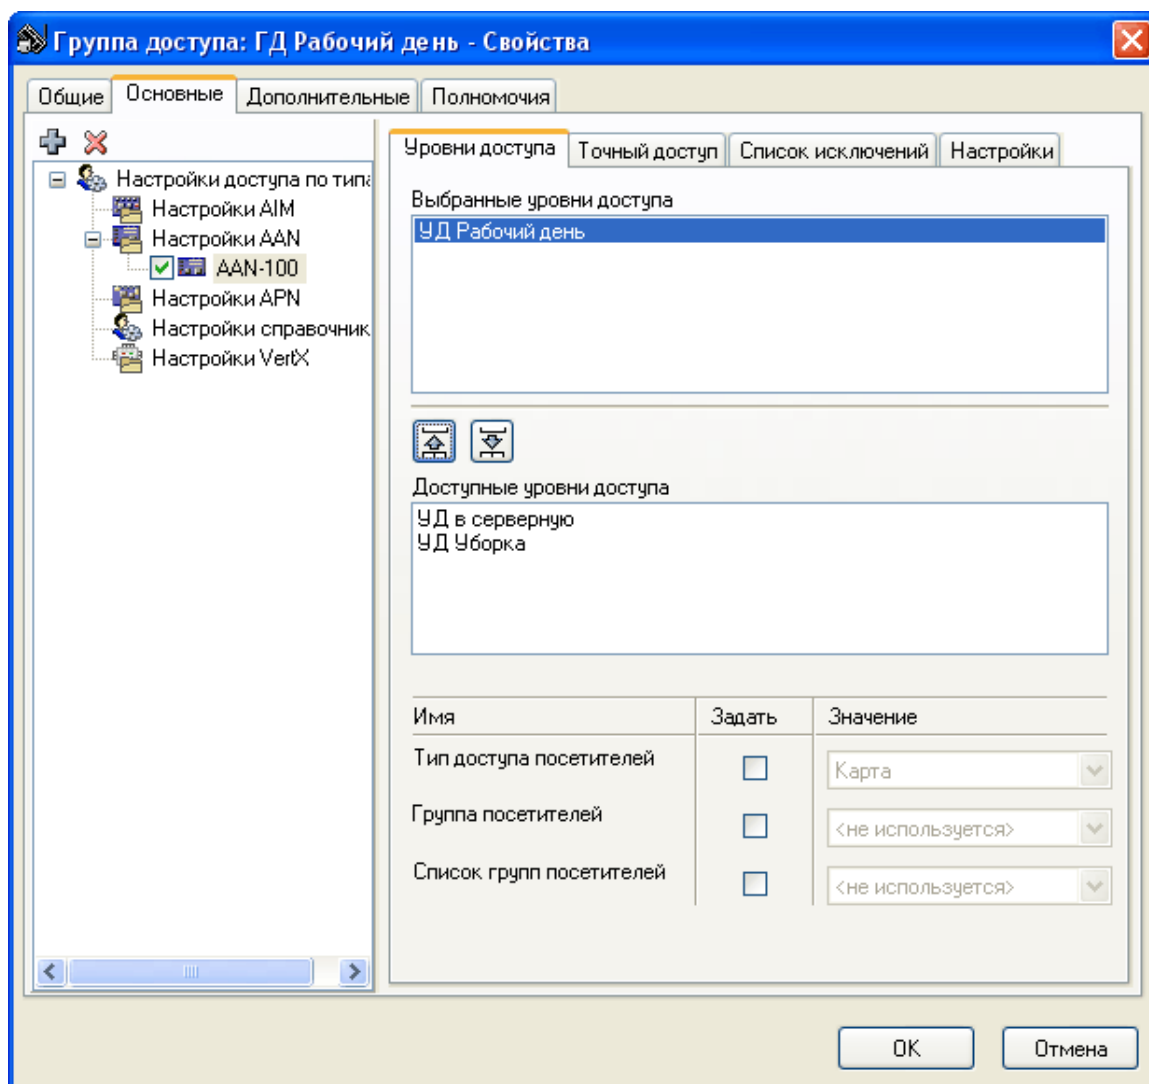 Группа доступа: ГД Рабочий день - Свойства
Общие Основные Дополнительные Полномочия
Настройки доступа по типа
Настройки AIM
Настройки AAN
AAN-100
Настройки APN
Настройки справочник
Настройки VertX
Уровни доступа Точный доступ Список исключений Настройки
Выбранные уровни доступа
УД Рабочий день
Доступные уровни доступа
УД в серверную
УД Уборка
Имя Задать Значение
Тип доступа посетителей Карта
Группа посетителей <не используется>
Список групп посетителей <не используется>
OK Отмена